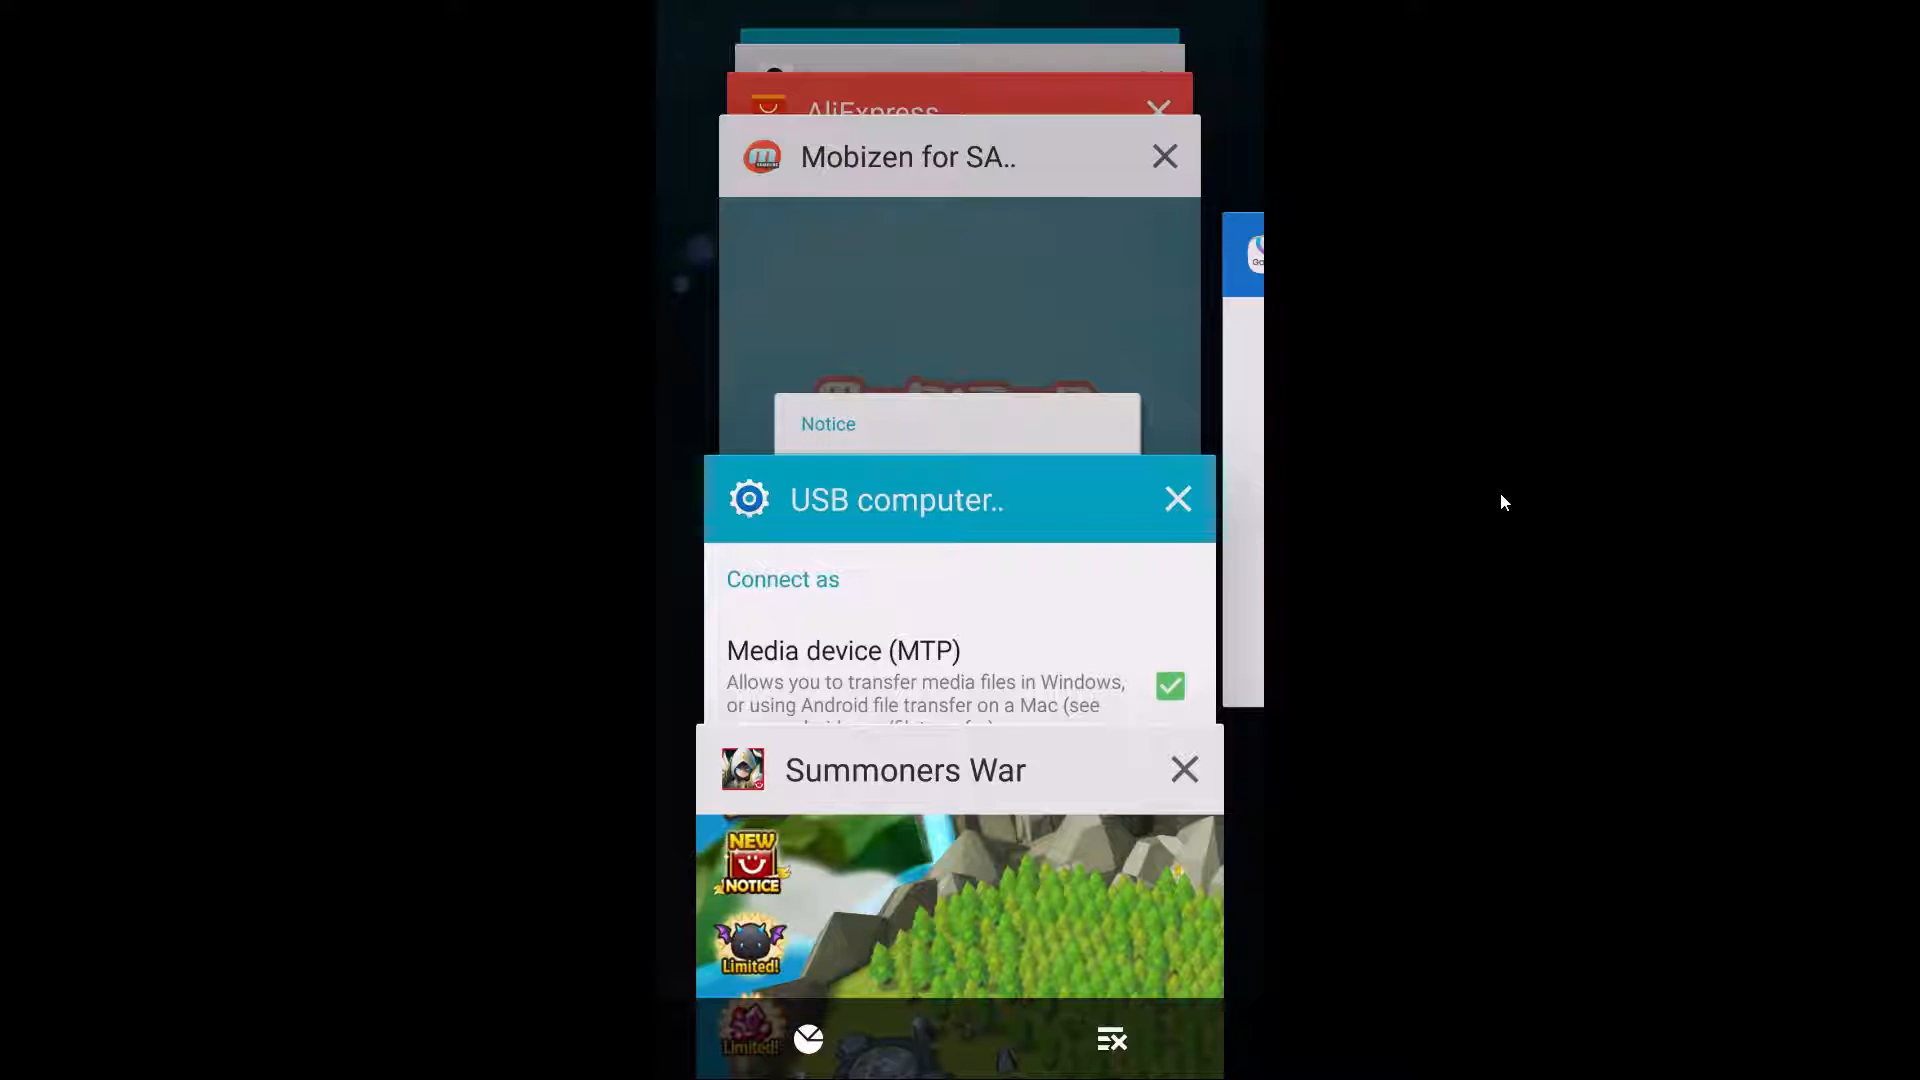 AliExpress
Mobizen for SA..
Notice
USB computer..
Connect as
Media device (MTP)
Allows you to transfer media files in Windows,
or using Android file transfer on a Mac (see
Summoners War
NEW
NOTICE
Limited!
Limited!